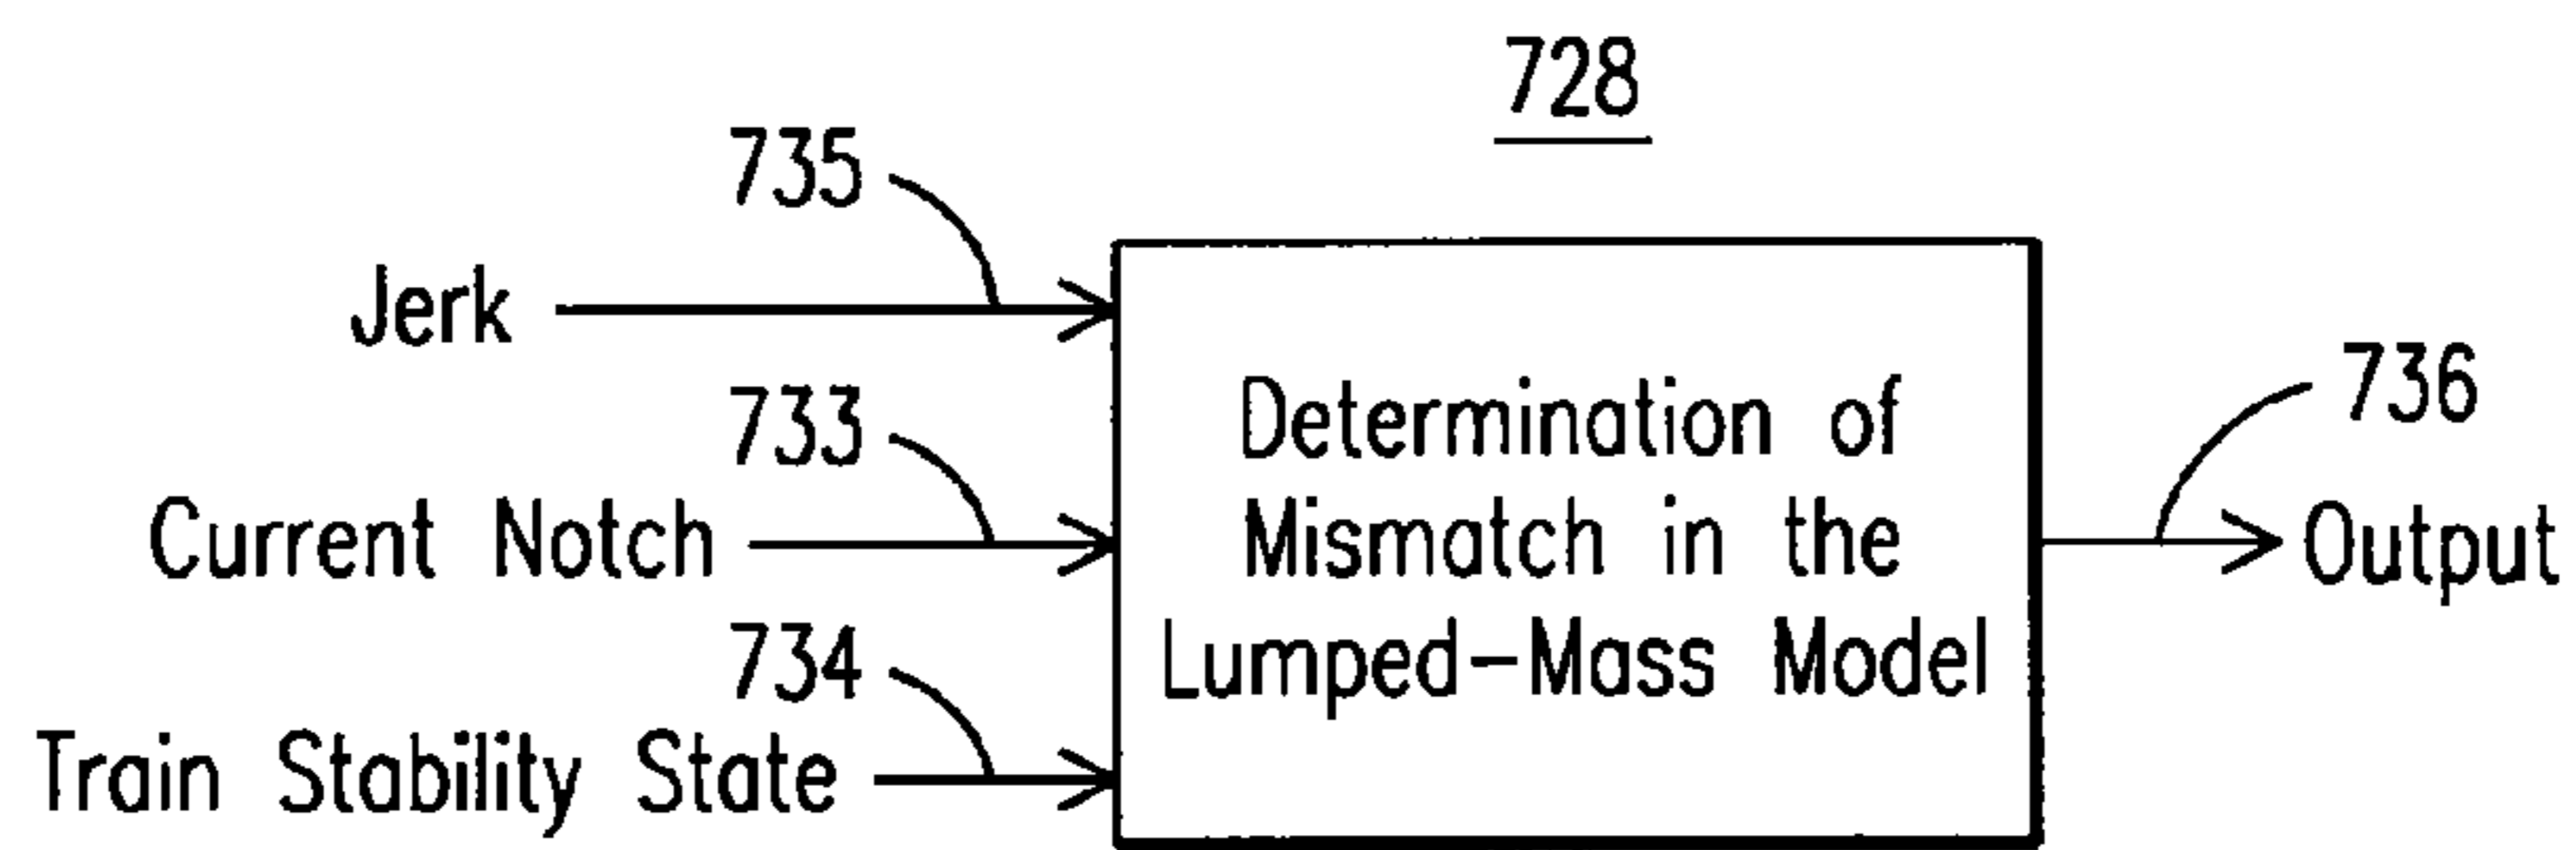 728
735
Jerk
733
Current Notch
734
Train Stability State
Determination of
Mismatch in the
Lumped-Mass Model
736
Output